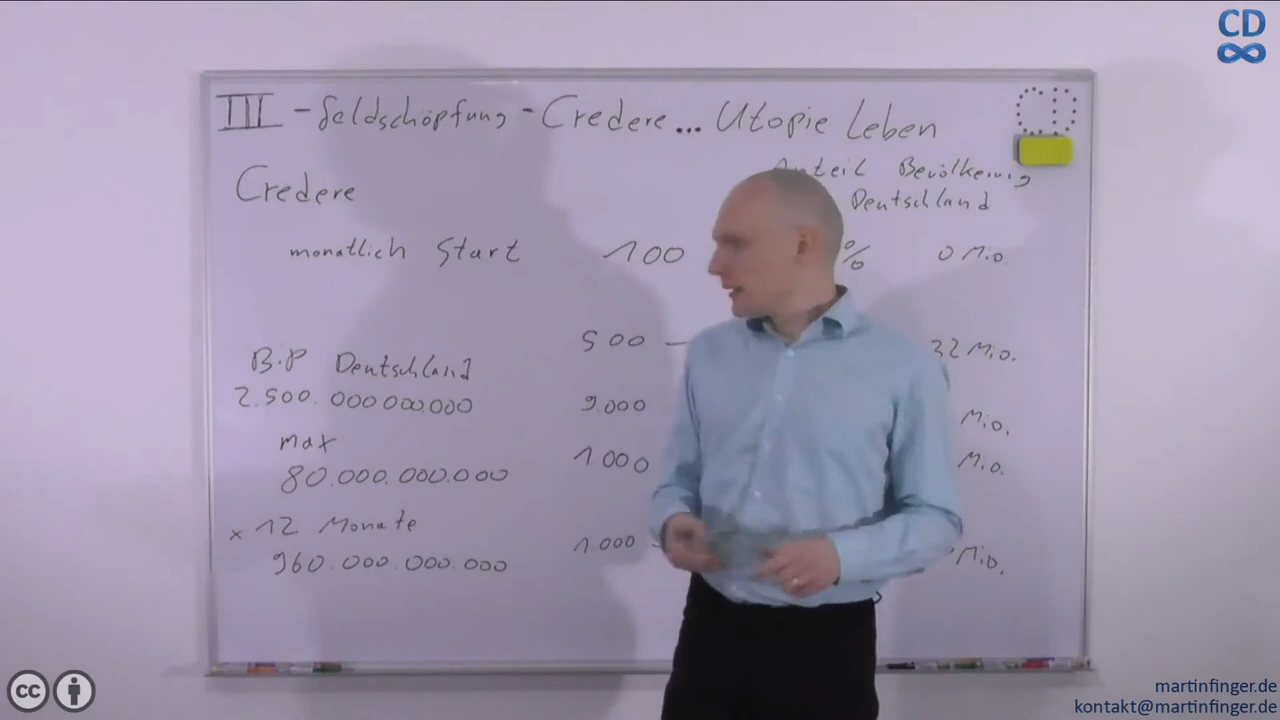 CD
III - Geldschöpfung - Credere... Utopie Leben
Anteil Bevölkerung
Deutschland
Credere
monatlich Start 100 % 0 Mio.
500 – 32 Mio.
BiP Deutschland
2.500.000.000.000 9.000 Mio.
max
80.000.000.000 1.000 Mio.
x 12 Monate
960.000.000.000 1.000 – Mio.
cc
martinfinger.de
kontakt@martinfinger.de